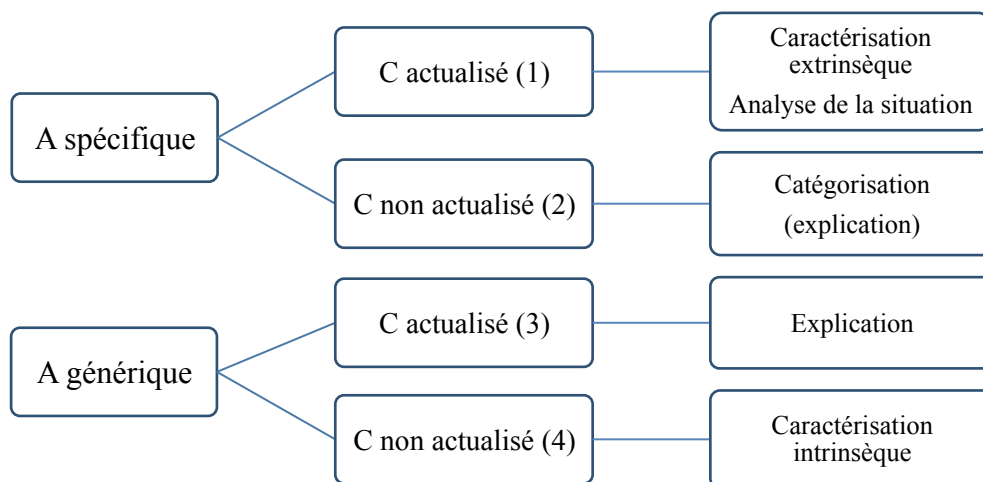 A spécifique
C actualisé (1)
Caractérisation
extrinsèque
Analyse de la situation
C non actualisé (2)
Catégorisation
(explication)
A générique
C actualisé (3)
Explication
C non actualisé (4)
Caractérisation
intrinsèque